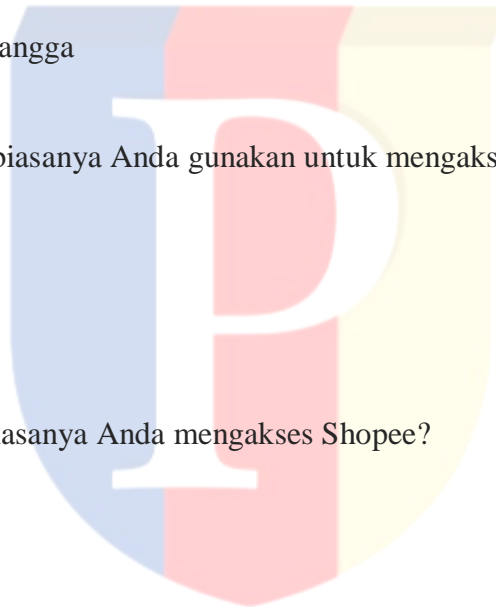 angga
biasanya Anda gunakan untuk mengaks
asanya Anda mengakses Shopee?
P